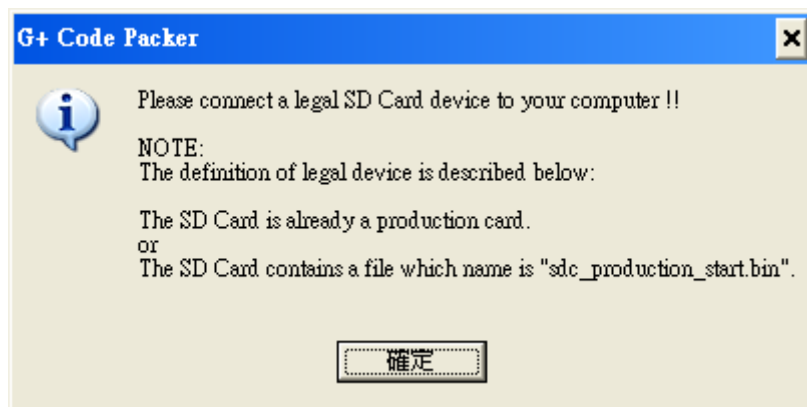 G+ Code Packer
Please connect a legal SD Card device to your computer !!
NOTE:
The definition of legal device is described below:
The SD Card is already a production card.
or
The SD Card contains a file which name is "sdc_production_start.bin".
確定